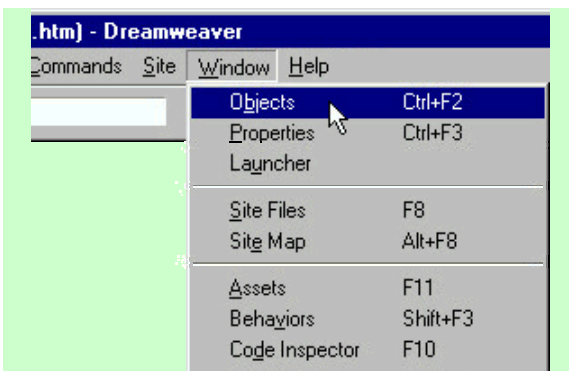 .htm) - Dreamweaver
Commands Site Window Help
Objects Ctrl+F2
Properties Ctrl+F3
Launcher
Site Files F8
Site Map Alt+F8
Assets F11
Behaviors Shift+F3
Code Inspector F10